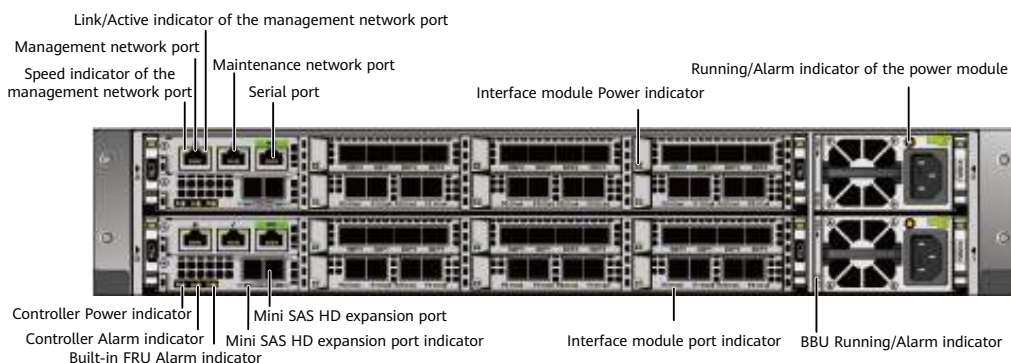 Link/Active indicator of the management network port
Management network port
Speed indicator of the
management network port
Maintenance network port
Serial port
Interface module Power indicator
Running/Alarm indicator of the power module
Controller Power indicator
Controller Alarm indicator
Built-in FRU Alarm indicator
Mini SAS HD expansion port
Mini SAS HD expansion port indicator
Interface module port indicator
BBU Running/Alarm indicator